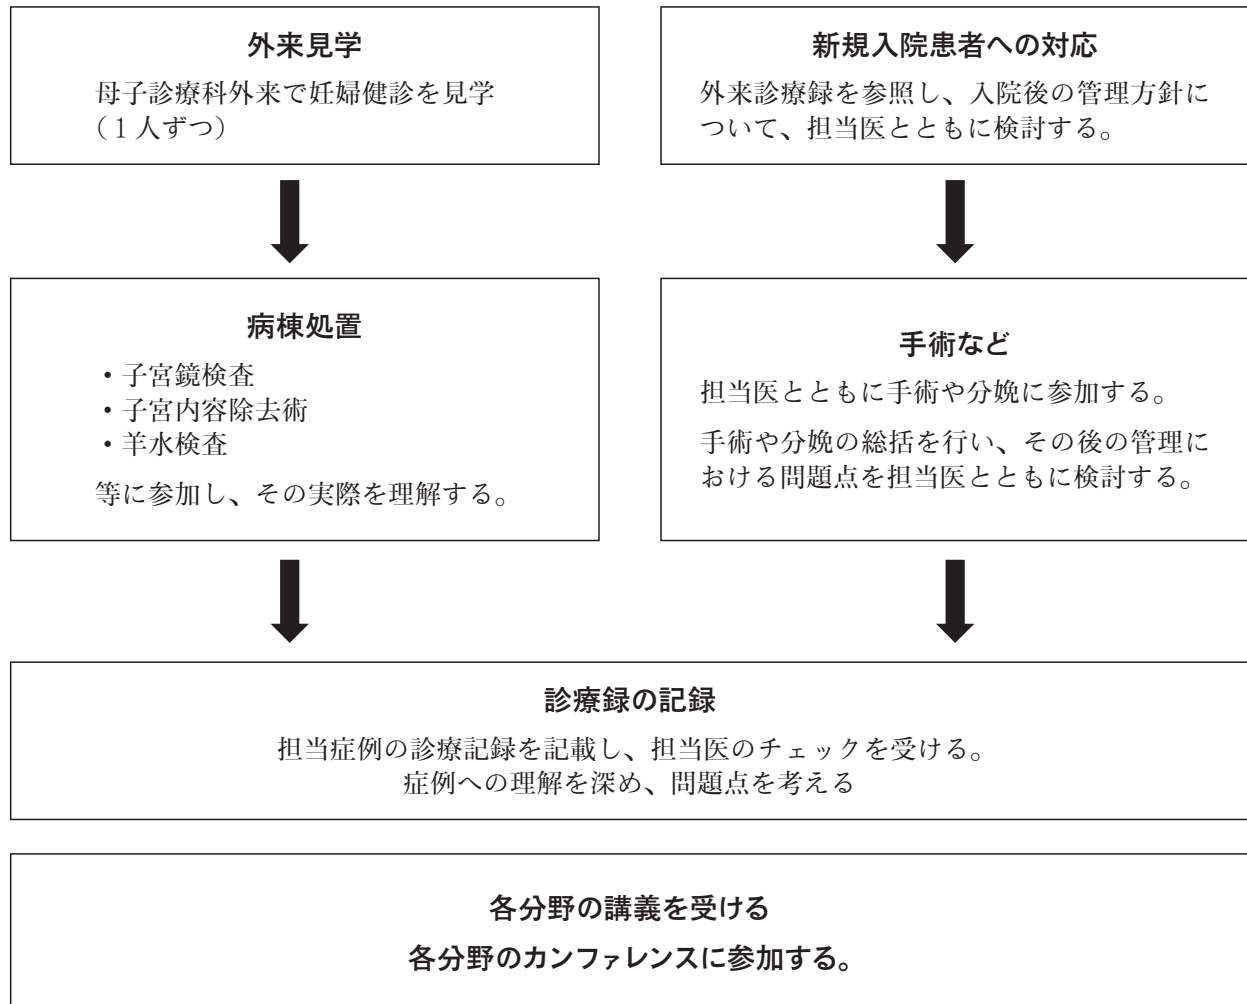 外来見学
母子診療科外来で妊婦健診を見学
（１人ずつ）
新規入院患者への対応
外来診療録を参照し、入院後の管理方針に
ついて、担当医とともに検討する。
病棟処置
・子宮鏡検査
・子宮内容除去術
・羊水検査
等に参加し、その実際を理解する。
手術など
担当医とともに手術や分娩に参加する。
手術や分娩の総括を行い、その後の管理に
おける問題点を担当医とともに検討する。
診療録の記録
担当症例の診療記録を記載し、担当医のチェックを受ける。
症例への理解を深め、問題点を考える
各分野の講義を受ける
各分野のカンファレンスに参加する。